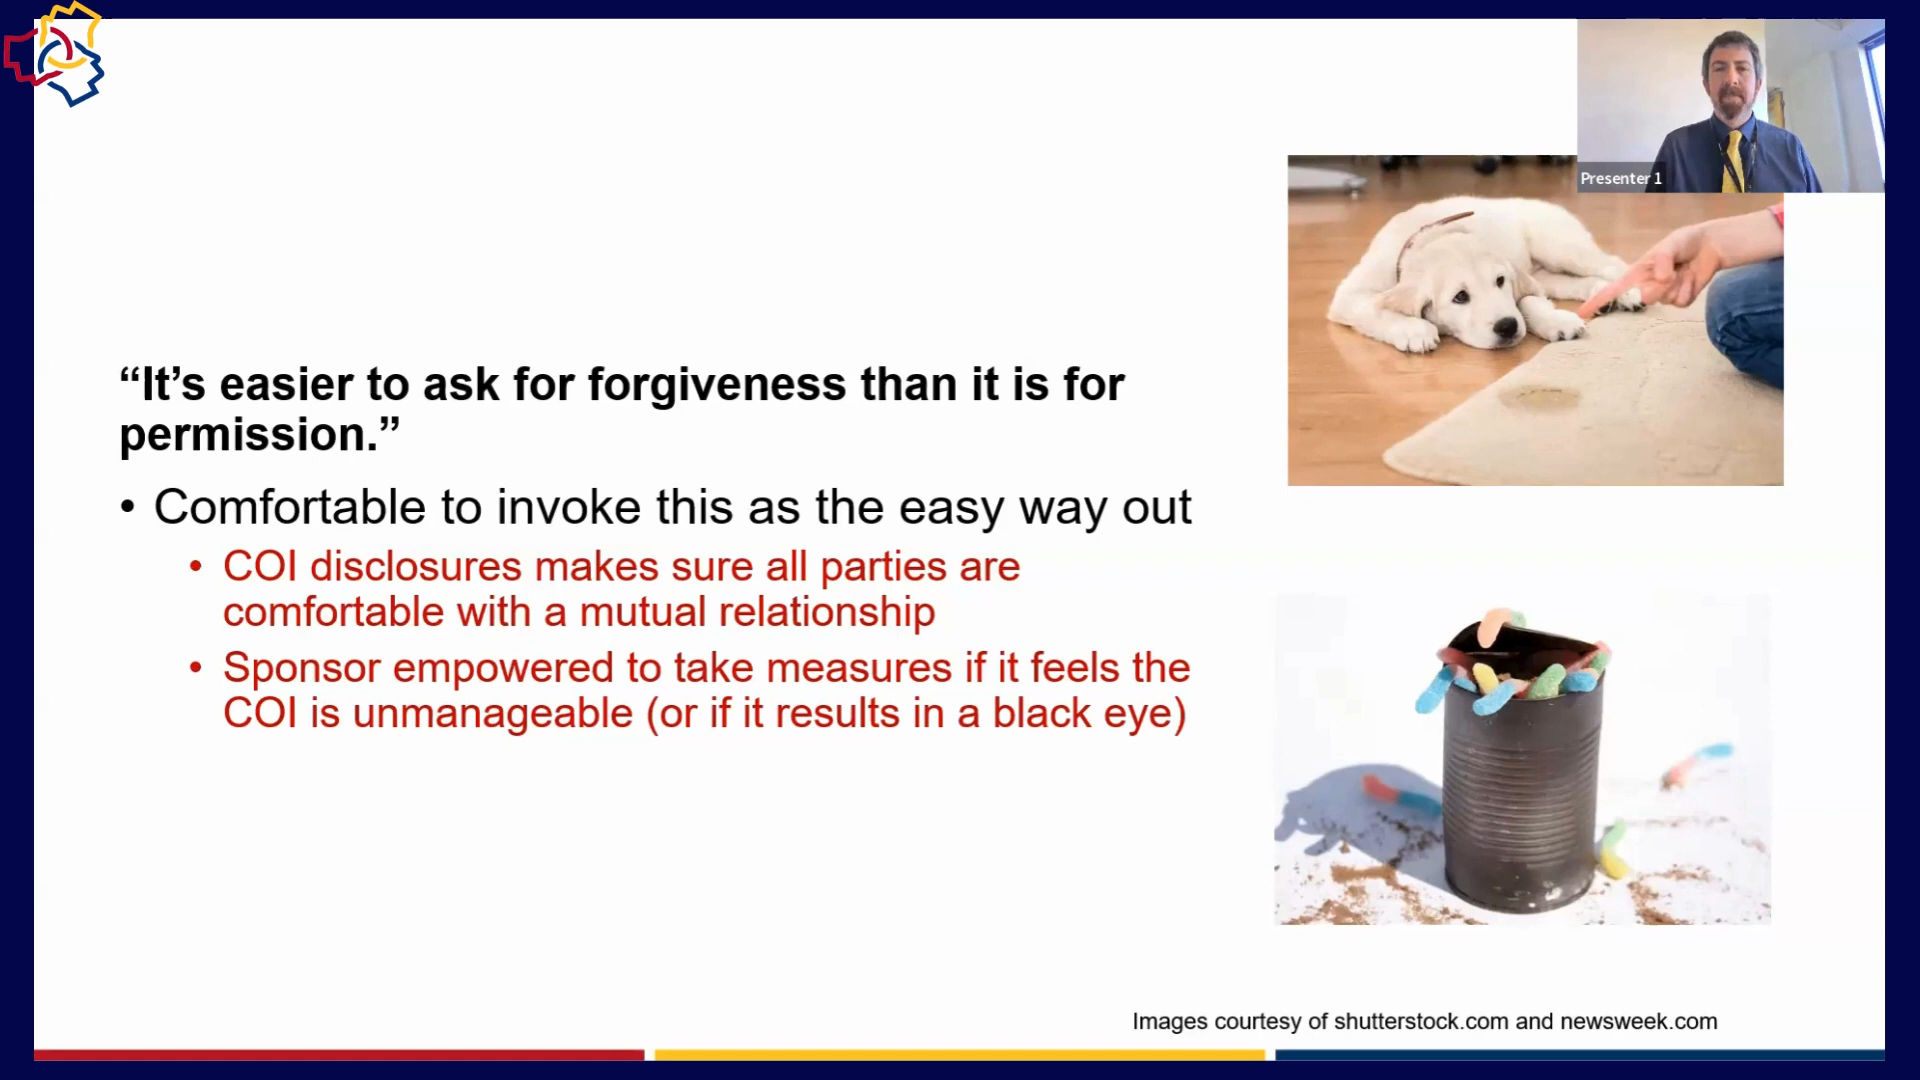 Presenter 1
“It’s easier to ask for forgiveness than it is for
permission.”
• Comfortable to invoke this as the easy way out
• COI disclosures makes sure all parties are
comfortable with a mutual relationship
• Sponsor empowered to take measures if it feels the
COI is unmanageable (or if it results in a black eye)
Images courtesy of shutterstock.com and newsweek.com